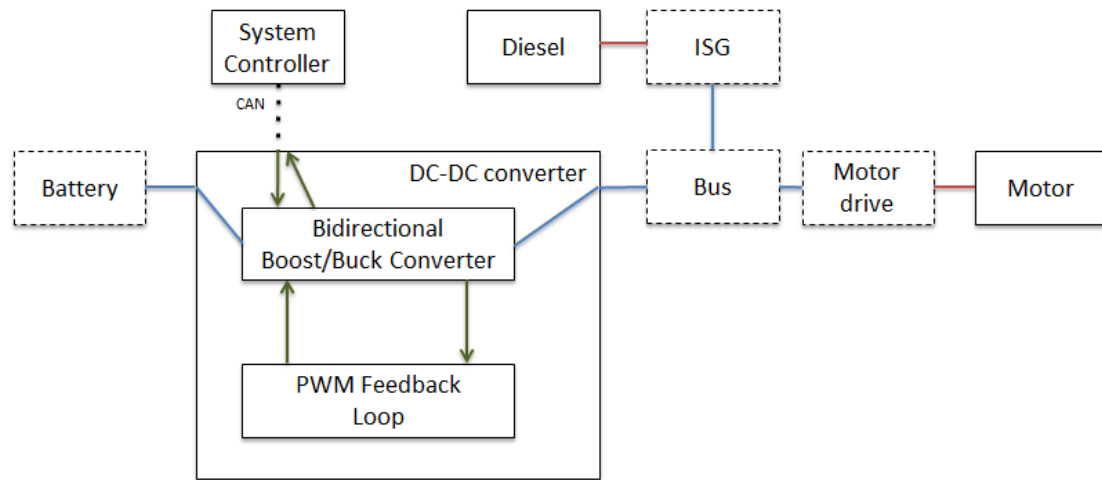 System
Controller
Diesel
ISG
CAN
Battery
DC-DC converter
Bus
Motor
drive
Motor
Bidirectional
Boost/Buck Converter
PWM Feedback
Loop